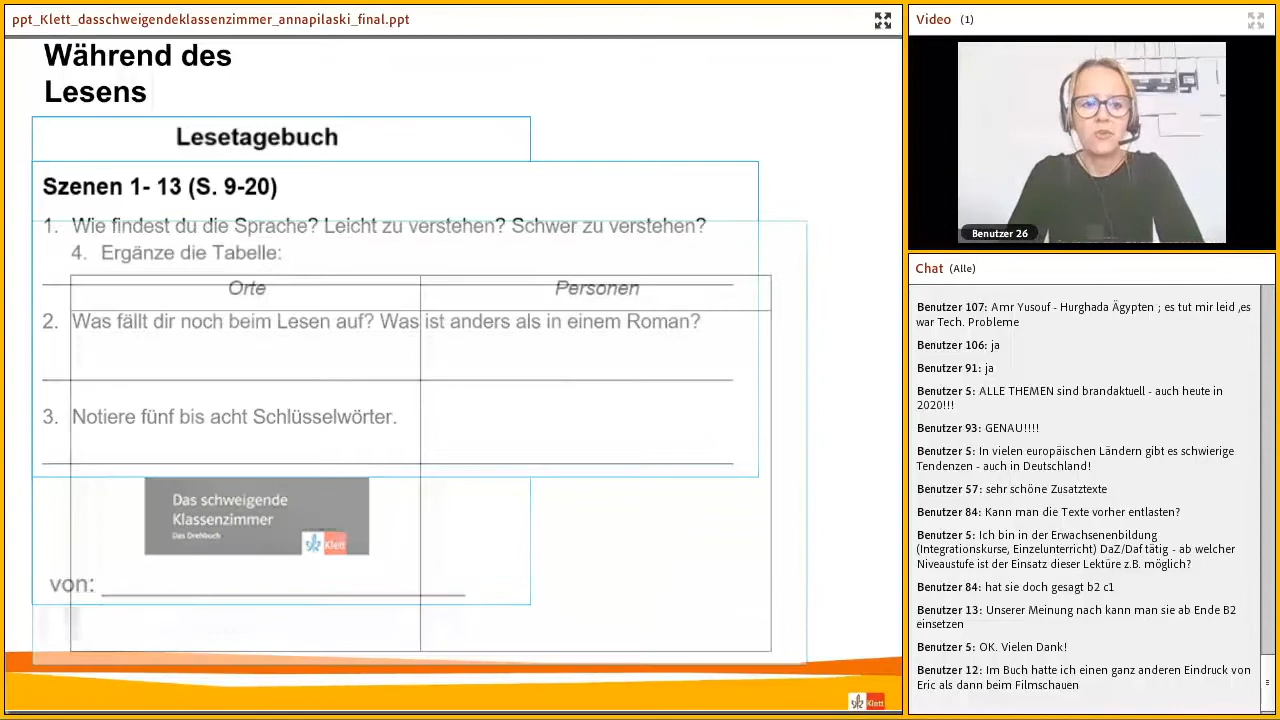 ppt_Klett_dasschweigendeklassenzimmer_annapilaski_final.ppt
Während des
Lesens
Lesetagebuch
Szenen 1- 13 (S. 9-20)
1. Wie findest du die Sprache? Leicht zu verstehen? Schwer zu verstehen?
4. Ergänze die Tabelle:
Orte
Personen
2. Was fällt dir noch beim Lesen auf? Was ist anders als in einem Roman?
3. Notiere fünf bis acht Schlüsselwörter.
Das schweigende
Klassenzimmer
Das Drehbuch
Klett
von:
Klett
Video (1)
Benutzer 26
Chat (Alle)
Benutzer 107: Amr Yusouf - Hurghada Ägypten ; es tut mir leid ,es
war Tech. Probleme
Benutzer 106: ja
Benutzer 91: ja
Benutzer 5: ALLE THEMEN sind brandaktuell - auch heute in
2020!!!
Benutzer 93: GENAU!!!!
Benutzer 5: In vielen europäischen Ländern gibt es schwierige
Tendenzen - auch in Deutschland!
Benutzer 57: sehr schöne Zusatztexte
Benutzer 84: Kann man die Texte vorher entlasten?
Benutzer 5: Ich bin in der Erwachsenenbildung
(Integrationskurse, Einzelunterricht) DaZ/Daf tätig - ab welcher
Niveaustufe ist der Einsatz dieser Lektüre z.B. möglich?
Benutzer 84: hat sie doch gesagt b2 c1
Benutzer 13: Unserer Meinung nach kann man sie ab Ende B2
einsetzen
Benutzer 5: OK. Vielen Dank!
Benutzer 12: Im Buch hatte ich einen ganz anderen Eindruck von
Eric als dann beim Filmschauen